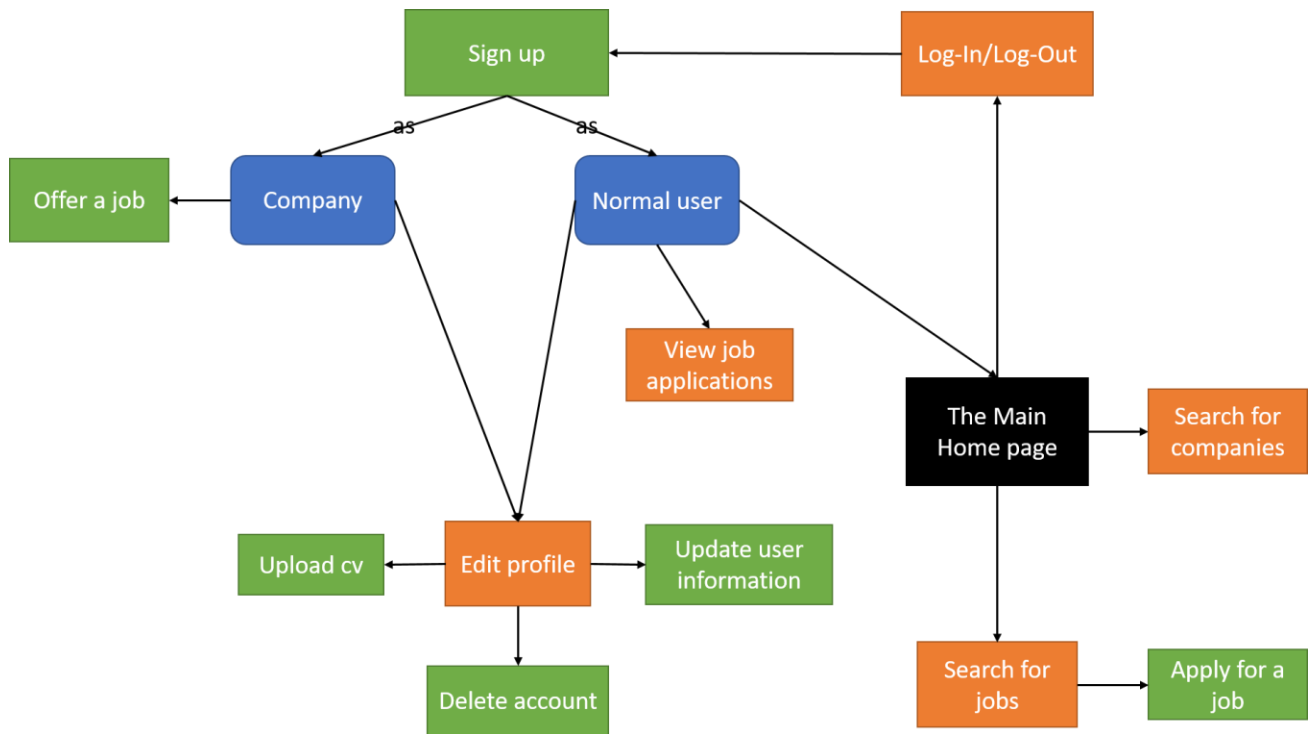 Sign up
Log-In/Log-Out
as
as
Offer a job
Company
Normal user
View job
applications
The Main
Home page
Search for
companies
Upload cv
Edit profile
Update user
information
Delete account
Search for
jobs
Apply for a
job